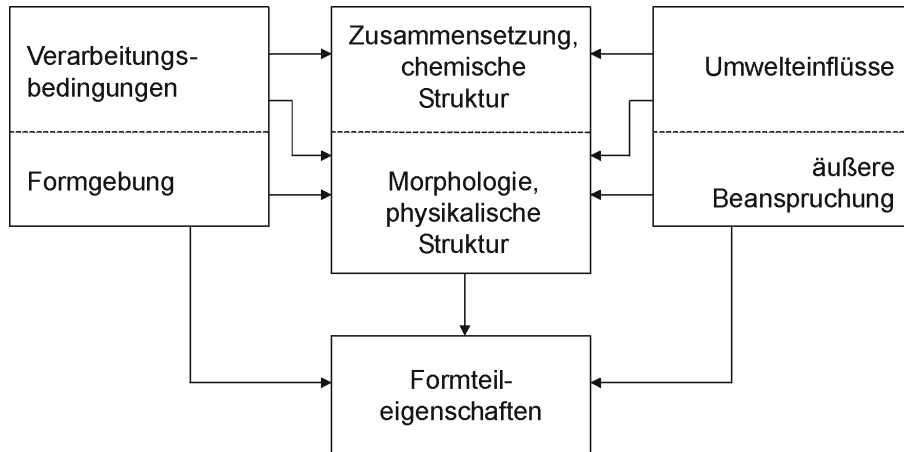 Verarbeitungs-
bedingungen
Formgebung
Zusammensetzung,
chemische
Struktur
Morphologie,
physikalische
Struktur
Umwelteinflüsse
äußere
Beanspruchung
Formteil-
eigenschaften